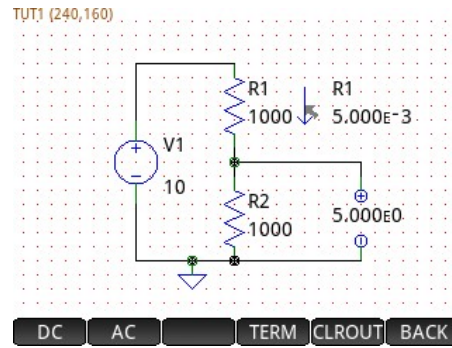 TUT1 (240,160)
R1 R1
1000 5.000E-3
V1
10
R2
5.000E0
1000
DC AC TERM CLROUT BACK